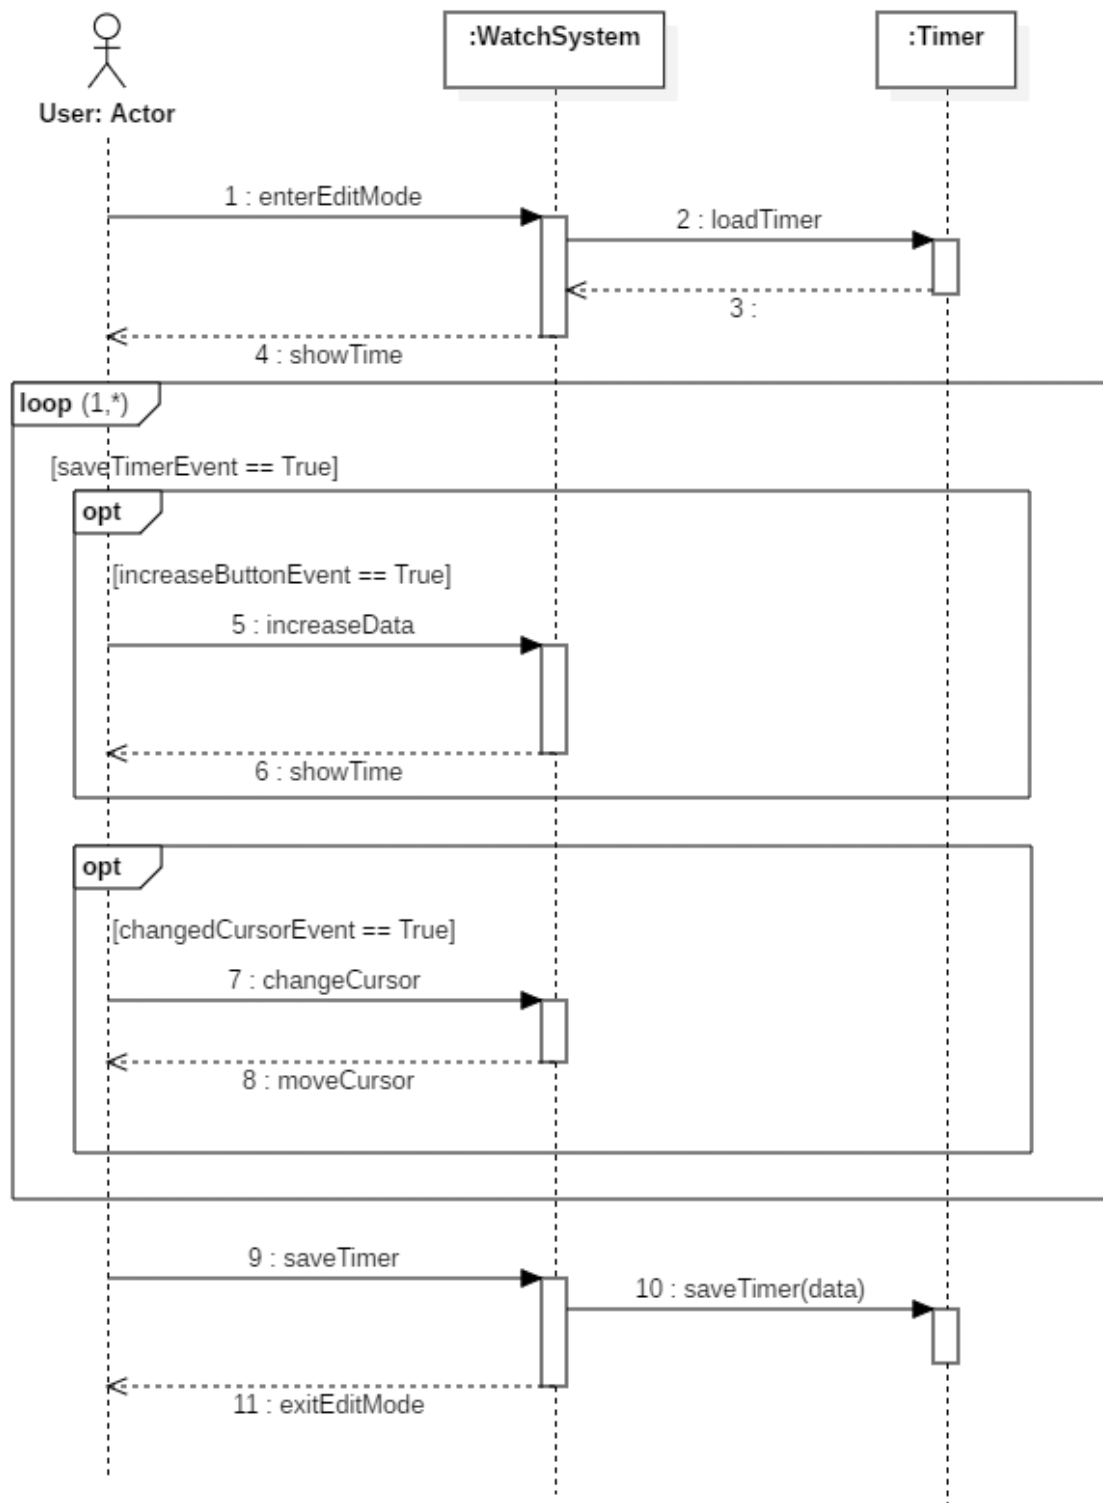 :WatchSystem
:Timer
User: Actor
1 : enterEditMode
2 : loadTimer
3 :
4 : showTime
loop (1,*)
[saveTimerEvent == True]
opt
[increaseButtonEvent == True]
5 : increaseData
6 : showTime
opt
[changedCursorEvent == True]
7 : changeCursor
8 : moveCursor
9 : saveTimer
10 : saveTimer(data)
11 : exitEditMode